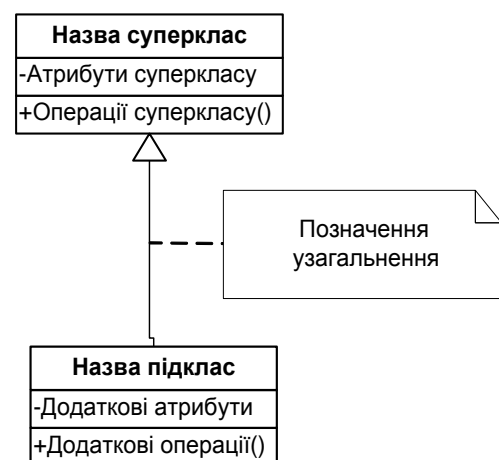 Назва суперклас
-Атрибути суперкласу
+Операції суперкласу()
Позначення
узагальнення
Назва підклас
-Додаткові атрибути
+Додаткові операції()